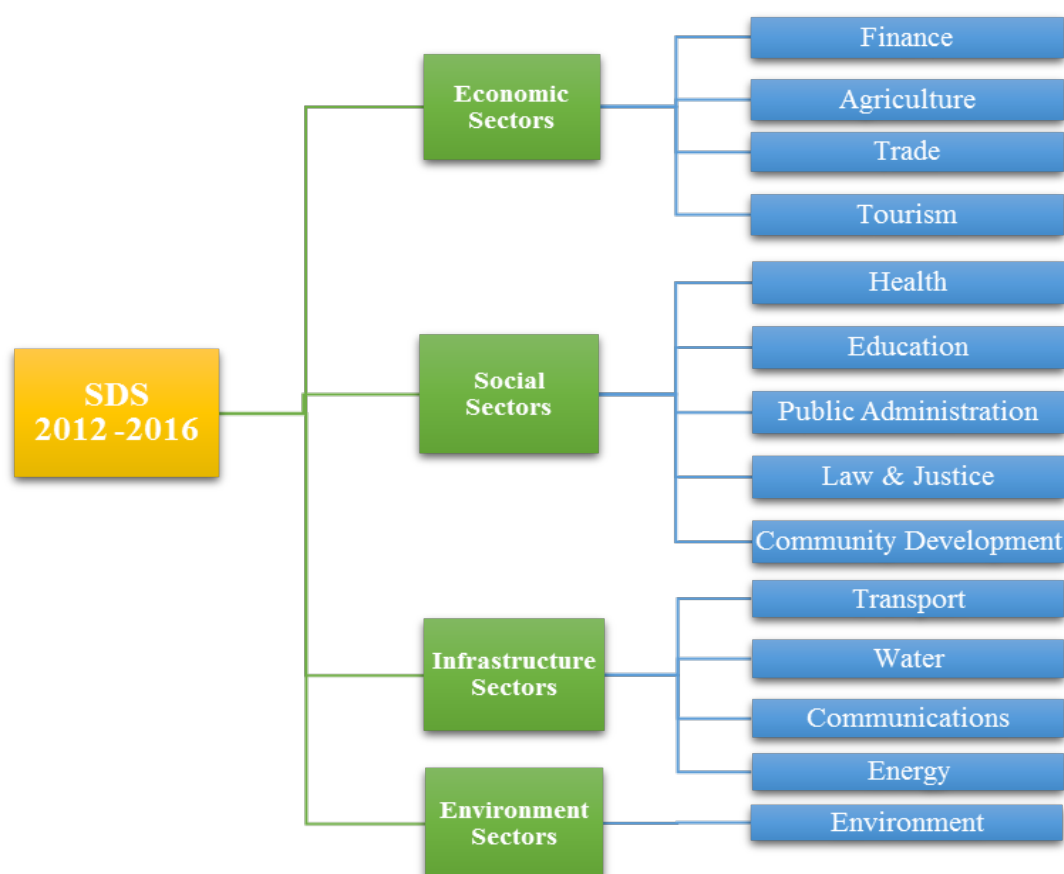 SDS
2012 -2016
Economic
Sectors
Finance
Agriculture
Trade
Tourism
Social
Sectors
Health
Education
Public Administration
Law & Justice
Community Development
Infrastructure
Sectors
Transport
Water
Communications
Energy
Environment
Sectors
Environment